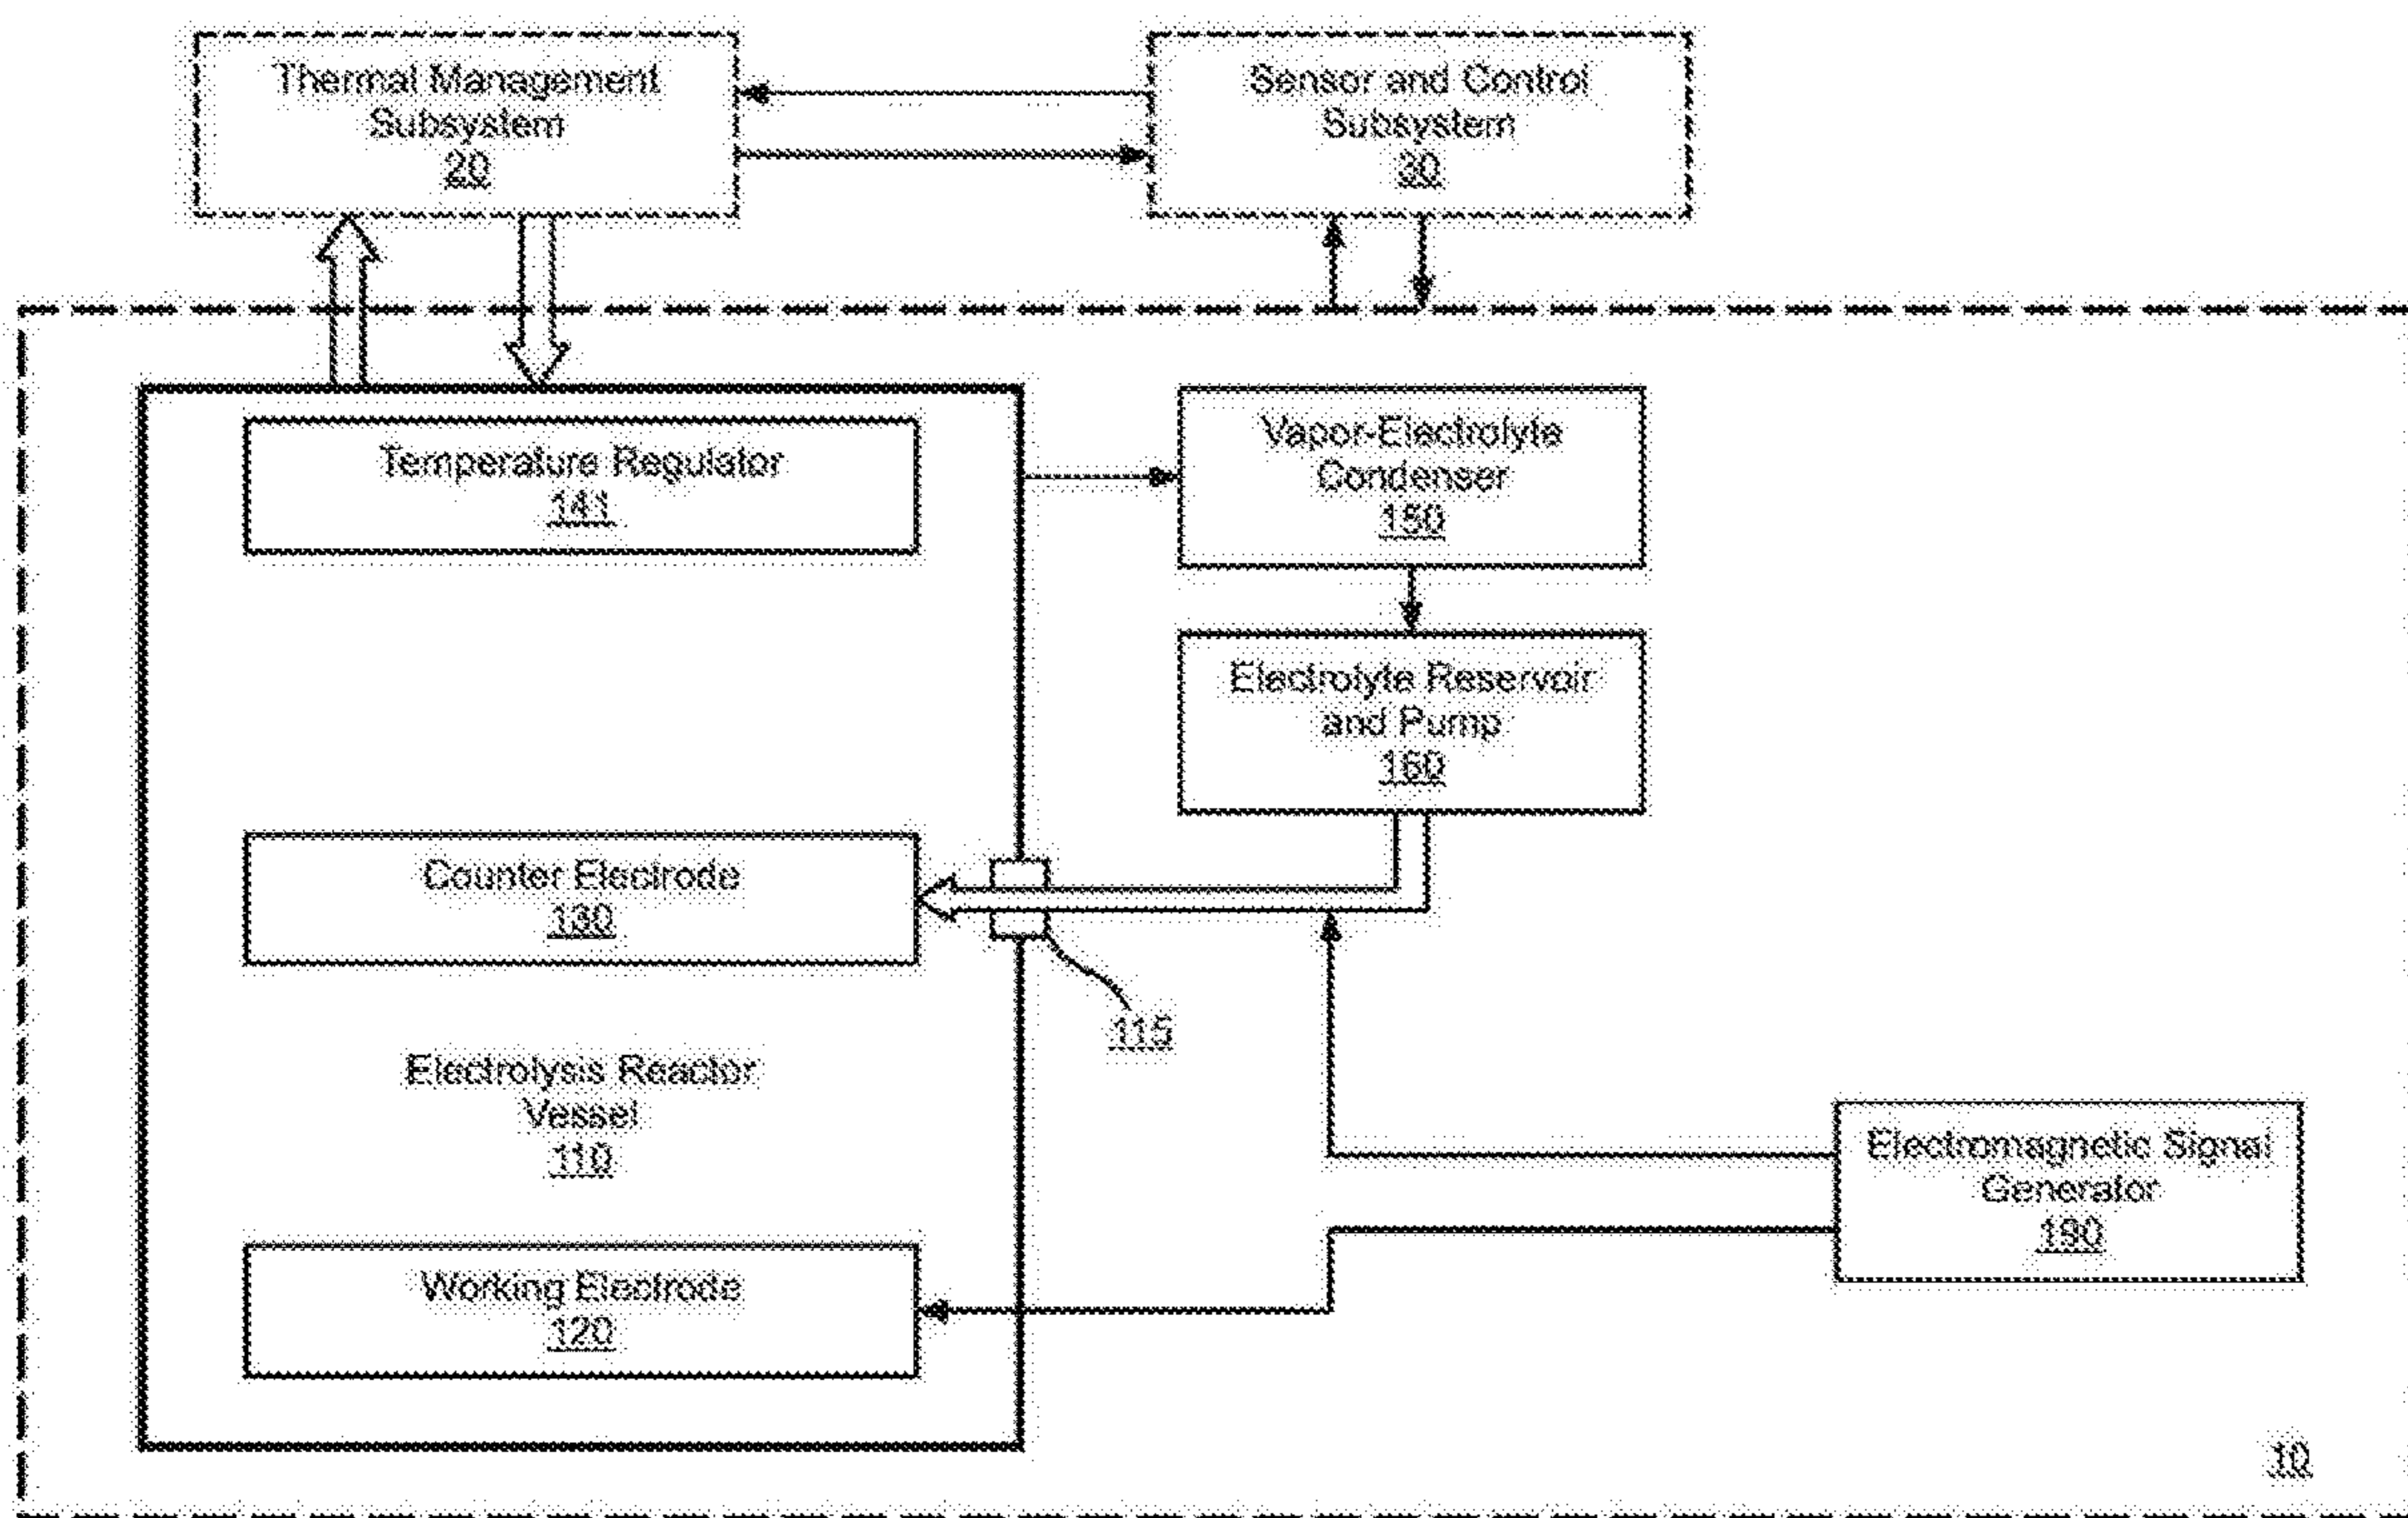 Thermal Management
Subsystem
20
Sensor and Control
Subsystem
30
Temperature Regulator
141
Vapor-Electrolyte
Condenser
150
Electrolyte Reservoir
and Pump
160
Counter Electrode
130
115
Electrolysis Reactor
Vessel
110
Electromagnetic Signal
Generator
190
Working Electrode
120
10